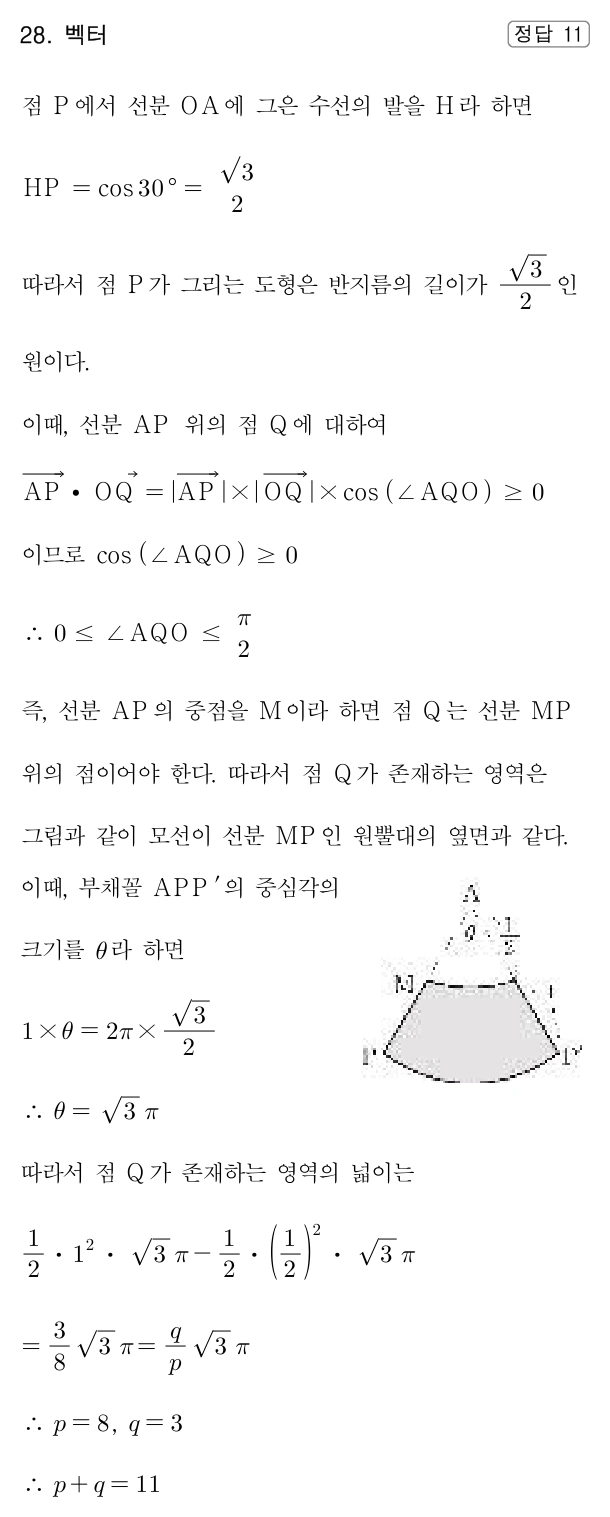 28. 벡터
정답 11
점 P에서 선분 OA에 그은 수선의 발을 H라 하면
HP = cos30° = √3/2
따라서 점 P가 그리는 도형은 반지름의 길이가 √3/2 인
원이다.
이때, 선분 AP 위의 점 Q에 대하여
AP • OQ = |AP|×|OQ|×cos(∠AQO) ≥ 0
이므로 cos(∠AQO) ≥ 0
∴ 0 ≤ ∠AQO ≤ π/2
즉, 선분 AP의 중점을 M이라 하면 점 Q는 선분 MP
위의 점이어야 한다. 따라서 점 Q가 존재하는 영역은
그림과 같이 모선이 선분 MP인 원뿔대의 옆면과 같다.
이때, 부채꼴 APP′의 중심각의
크기를 θ라 하면
1×θ = 2π× √3/2
∴ θ = √3 π
A
θ
1/2
M
1
P
P′
따라서 점 Q가 존재하는 영역의 넓이는
1/2 · 1² · √3 π − 1/2 · (1/2)² · √3 π
= 3/8 √3 π = q/p √3 π
∴ p = 8, q = 3
∴ p + q = 11